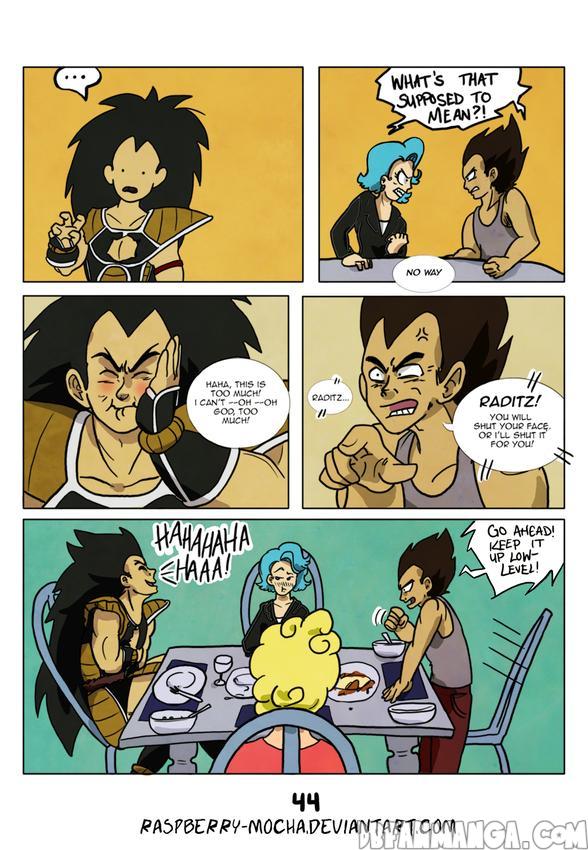 ...
WHAT'S THAT
SUPPOSED TO
MEAN?!
NO WAY
HAHA, THIS IS
TOO MUCH!
I CAN'T --OH --OH
GOD, TOO
MUCH!
RADITZ...
RADITZ!
YOU WILL
SHUT YOUR FACE,
OR I'LL SHUT IT
FOR YOU!
HAHAHAHA
HAAA!
GO AHEAD!
KEEP IT
UP LOW-
LEVEL!
44
RASPBERRY-MOCHA.DEVIANTART.COM
DBFANMANGA.COM